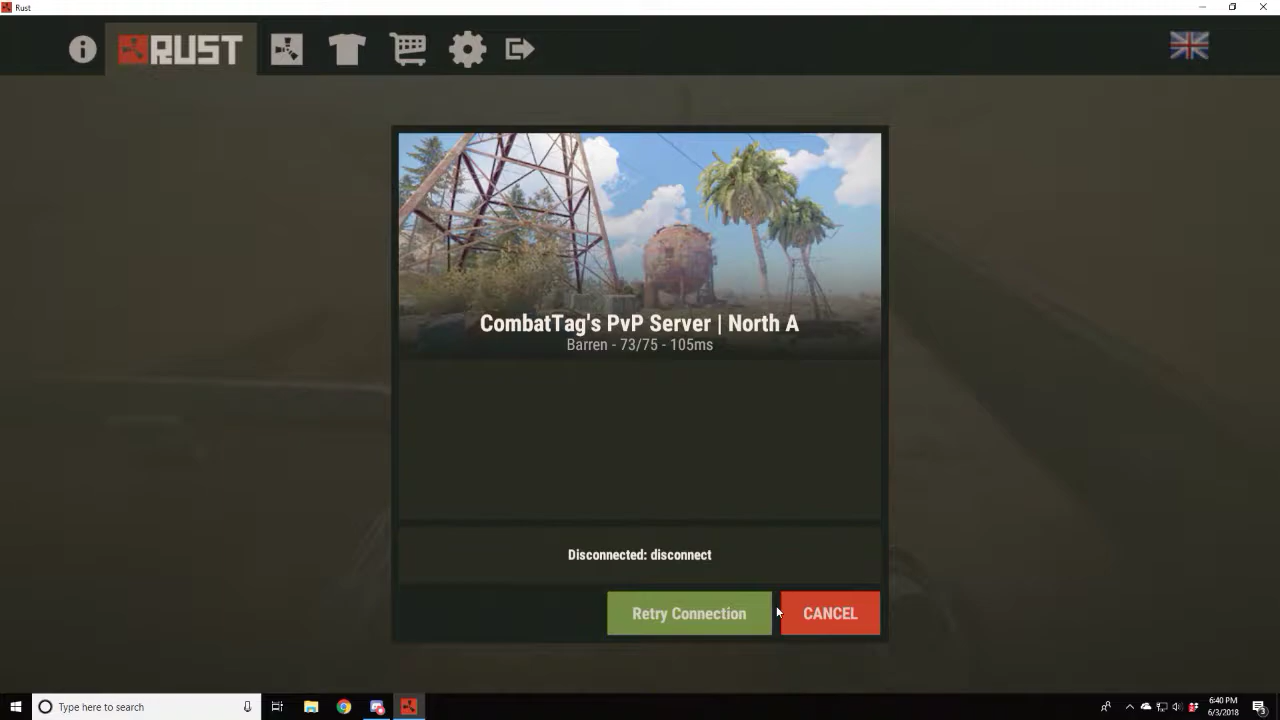 Rust
RUST
CombatTag's PvP Server | North A
Barren - 73/75 - 105ms
Disconnected: disconnect
Retry Connection
CANCEL
Type here to search
6:40 PM
6/3/2018